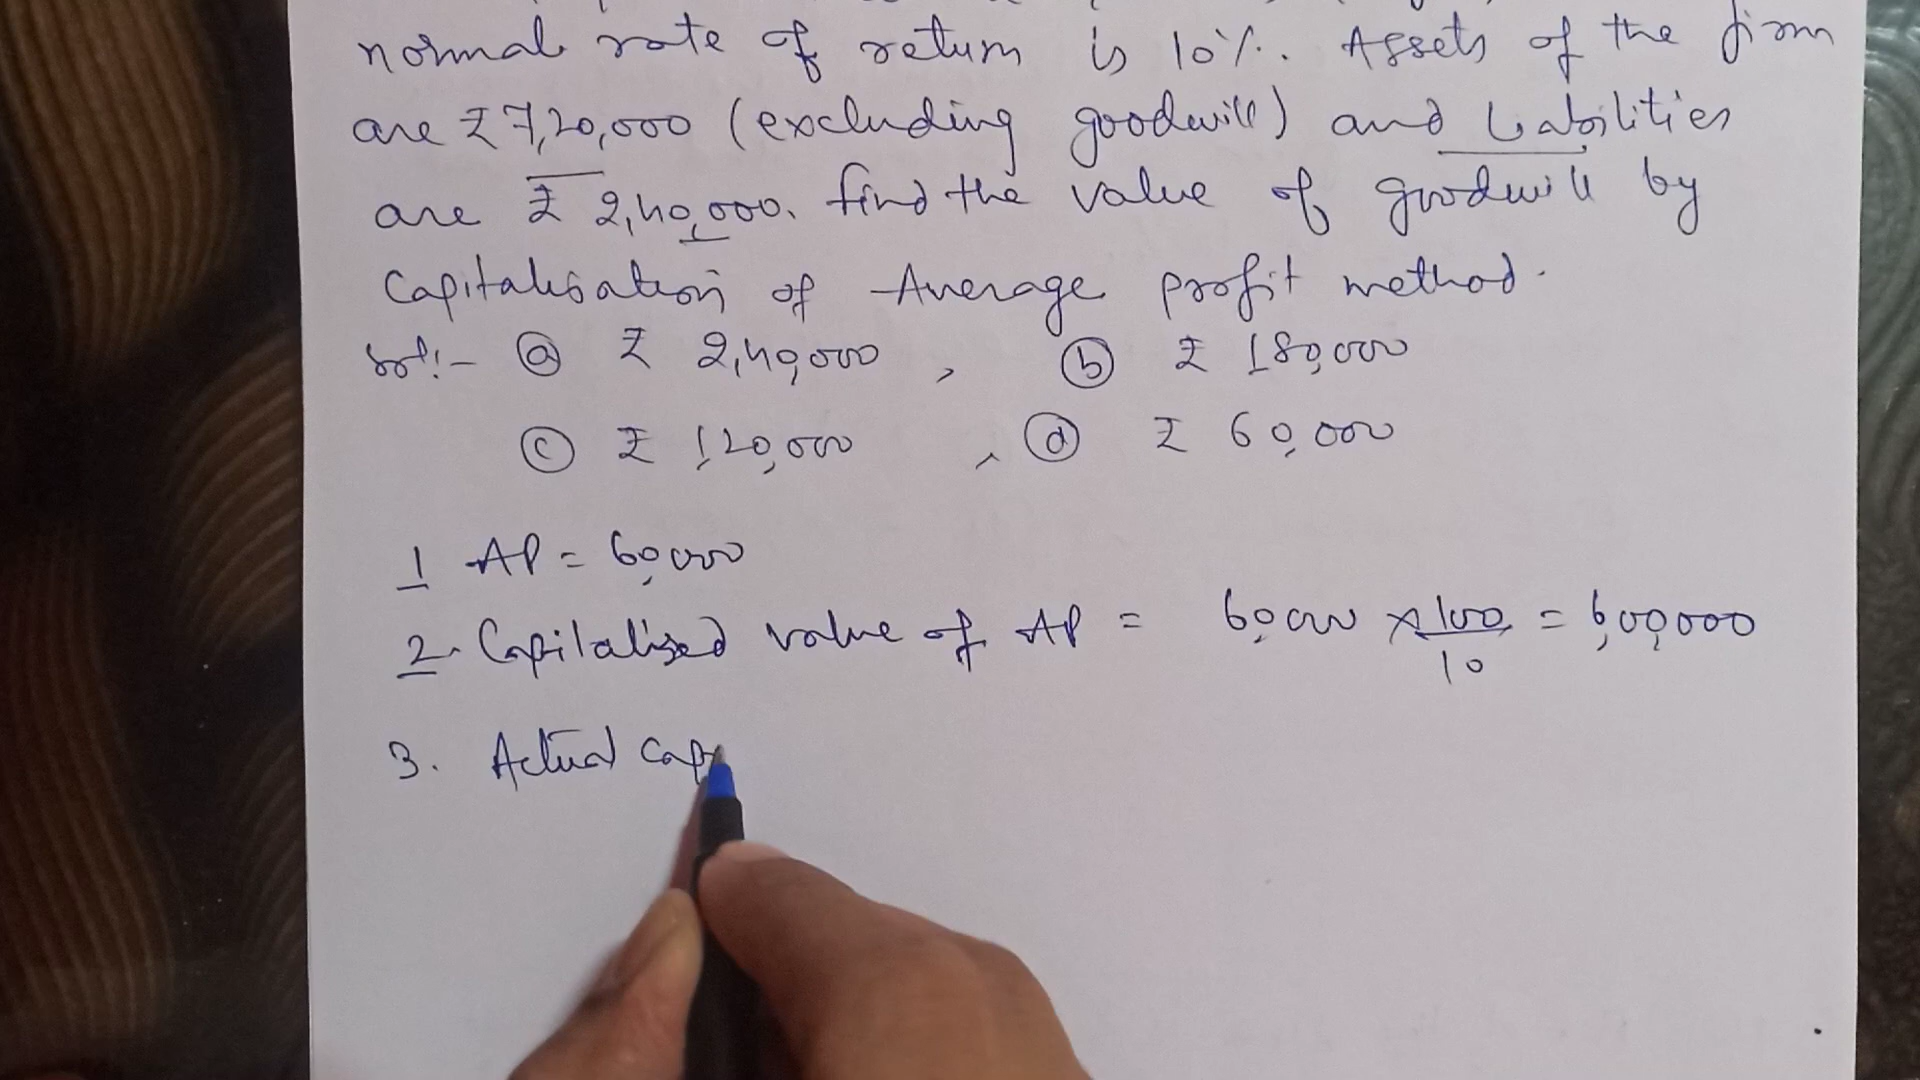 normal rate of return is 10%. Assets of the firm
are ₹ 7,20,000 (excluding goodwill) and Liabilities
are ₹ 2,40,000. find the value of goodwill by
Capitalisation of Average profit method.
Sol:- (a) ₹ 2,40,000 , (b) ₹ 180,000
(c) ₹ 1,20,000 , (d) ₹ 60,000
1 AP = 60,000
2. Capitalised value of AP = 60,000 × 100/10 = 6,00,000
3. Actual cap